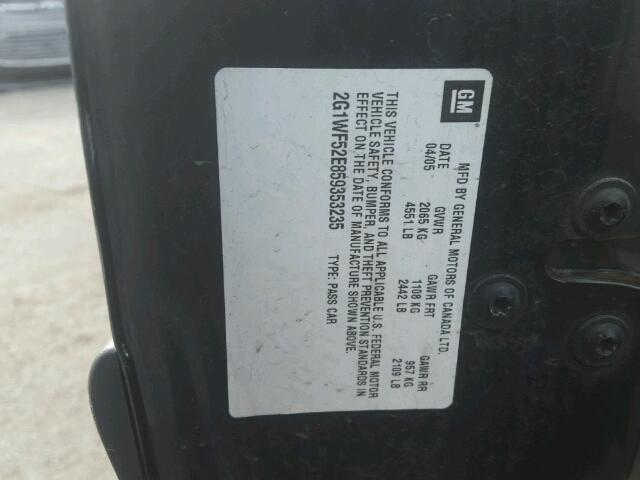 GM
MFD BY GENERAL MOTORS OF CANADA LTD.
DATE GVWR GAWR FRT GAWR RR
04/05 2065 KG 1108 KG 957 KG
4551 LB 2442 LB 2109 LB
THIS VEHICLE CONFORMS TO ALL APPLICABLE U.S. FEDERAL MOTOR
VEHICLE SAFETY, BUMPER, AND THEFT PREVENTION STANDARDS IN
EFFECT ON THE DATE OF MANUFACTURE SHOWN ABOVE.
2G1WF52E859353235 TYPE: PASS CAR